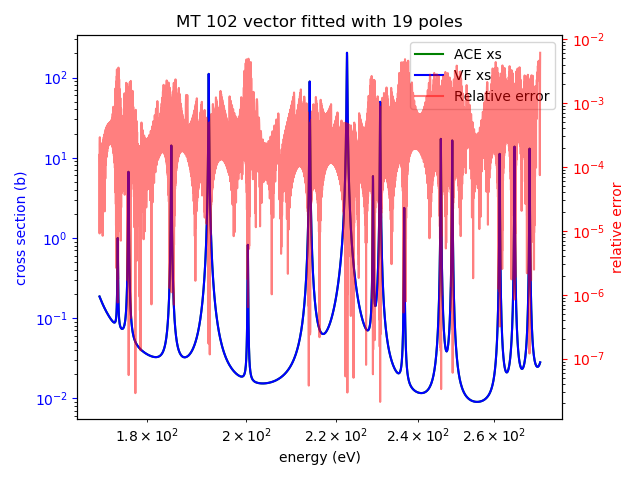 MT 102 vector fitted with 19 poles
ACE xs
VF xs
Relative error
cross section (b)
10²
10¹
10⁰
10⁻¹
10⁻²
relative error
10⁻²
10⁻³
10⁻⁴
10⁻⁵
10⁻⁶
10⁻⁷
1.8 × 10² 2 × 10² 2.2 × 10² 2.4 × 10² 2.6 × 10²
energy (eV)